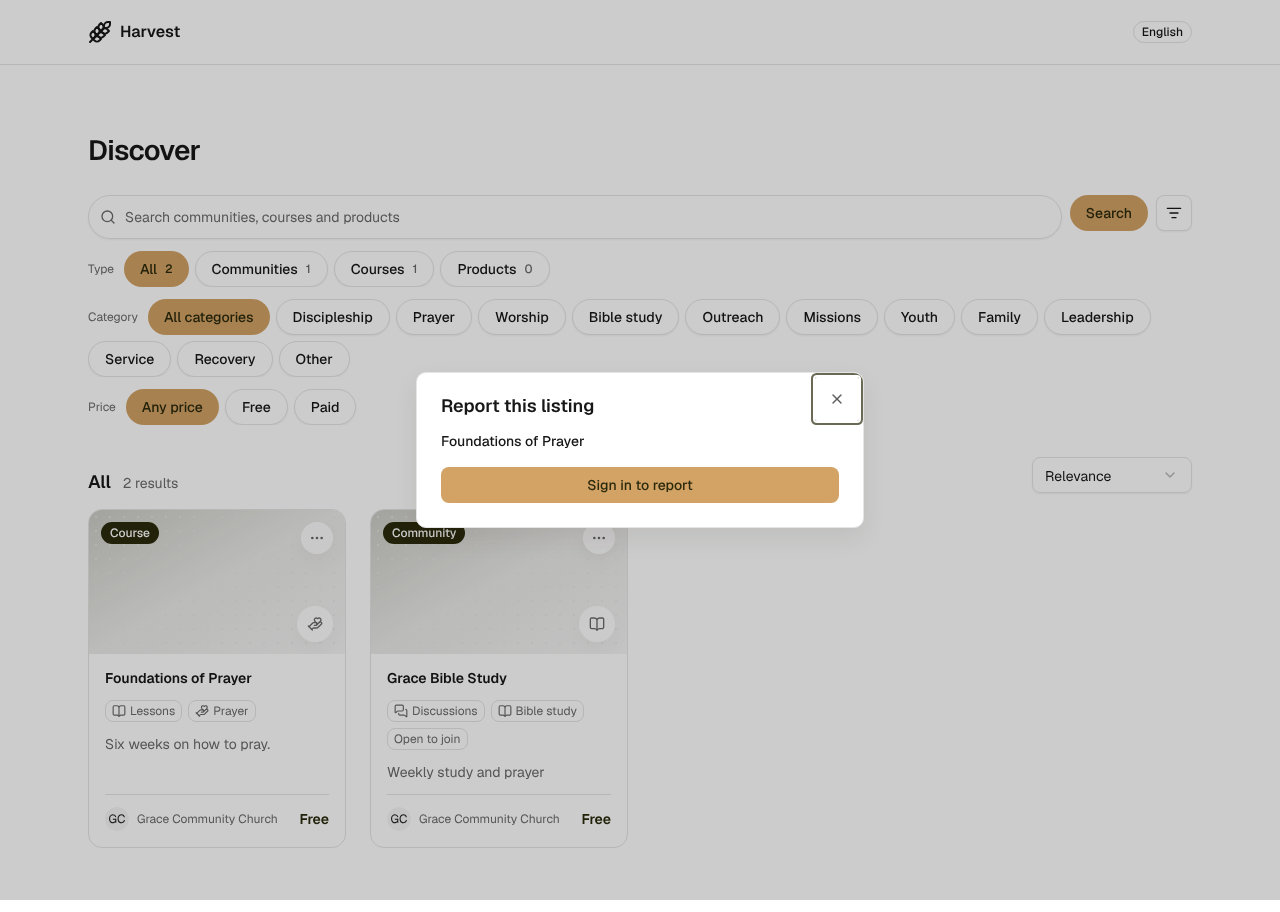 Harvest
English
Discover
Search communities, courses and products
Search
Type
All 2
Communities 1
Courses 1
Products 0
Category
All categories
Discipleship
Prayer
Worship
Bible study
Outreach
Missions
Youth
Family
Leadership
Service
Recovery
Other
Price
Any price
Free
Paid
Report this listing
Foundations of Prayer
Sign in to report
All 2 results
Relevance
Course
Foundations of Prayer
Lessons
Prayer
Six weeks on how to pray.
GC Grace Community Church Free
Community
Grace Bible Study
Discussions
Bible study
Open to join
Weekly study and prayer
GC Grace Community Church Free